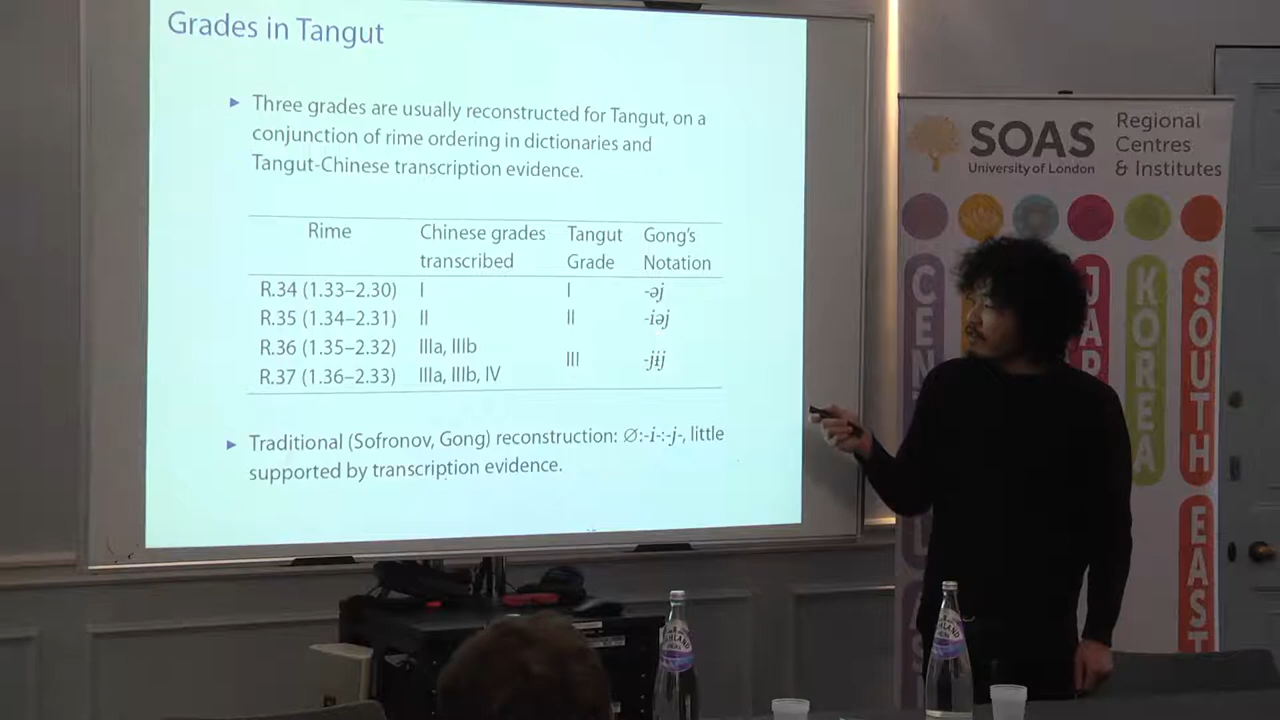 Grades in Tangut
▶ Three grades are usually reconstructed for Tangut, on a
conjunction of rime ordering in dictionaries and
Tangut-Chinese transcription evidence.
Rime Chinese grades transcribed Tangut Grade Gong's Notation
R.34 (1.33–2.30) I I -əj
R.35 (1.34–2.31) II II -iəj
R.36 (1.35–2.32) IIIa, IIIb III -jɨj
R.37 (1.36–2.33) IIIa, IIIb, IV
▶ Traditional (Sofronov, Gong) reconstruction: Ø:-i-:-j-, little
supported by transcription evidence.
SOAS
University of London
Regional
Centres
& Institutes
CEN
JAP
KOREA
SOUTH
EAST